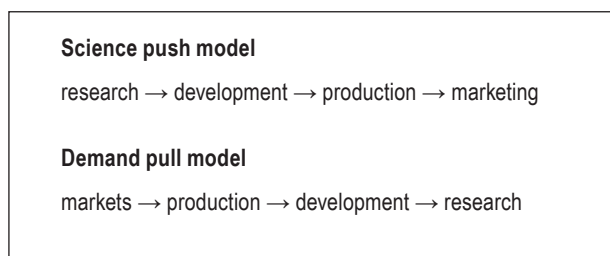 Science push model
research → development → production → marketing
Demand pull model
markets → production → development → research